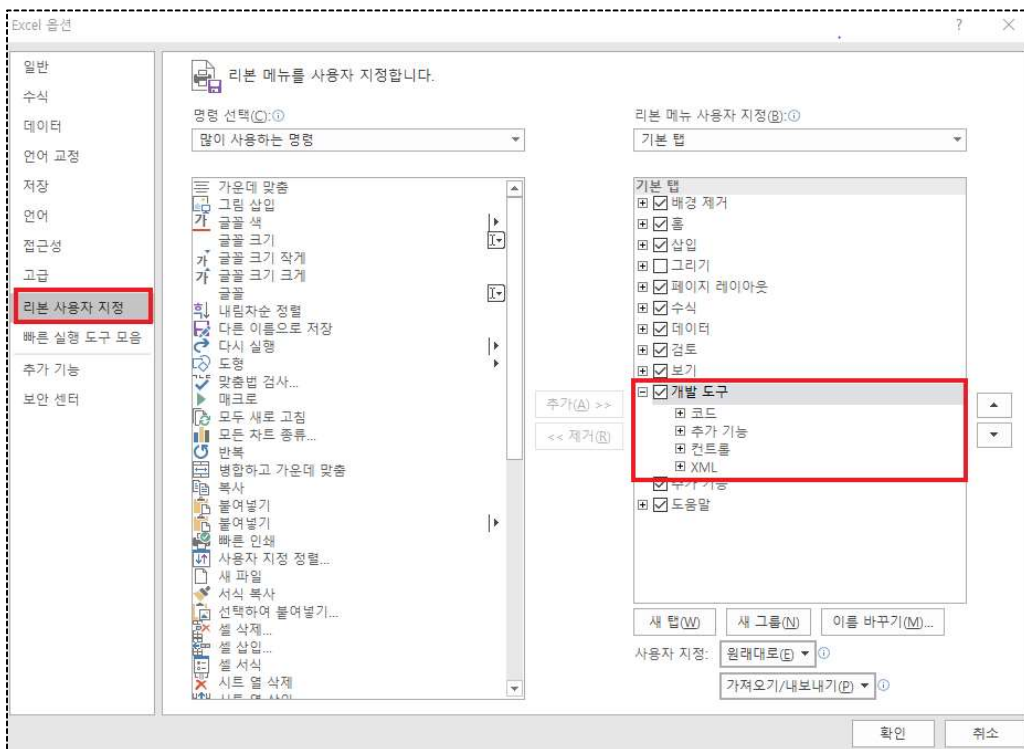 Excel 옵션
일반
수식
데이터
언어 교정
저장
언어
접근성
고급
리본 사용자 지정
빠른 실행 도구 모음
추가 기능
보안 센터
리본 메뉴를 사용자 지정합니다.
명령 선택(C):
많이 사용하는 명령
가운데 맞춤
그림 삽입
글꼴 색
글꼴 크기
글꼴 크기 작게
글꼴 크기 크게
글꼴
내림차순 정렬
다른 이름으로 저장
다시 실행
도형
맞춤법 검사...
매크로
모두 새로 고침
모든 차트 종류...
반복
병합하고 가운데 맞춤
복사
붙여넣기
붙여넣기
빠른 인쇄
사용자 지정 정렬...
새 파일
서식 복사
선택하여 붙여넣기...
셀 삭제...
셀 삽입...
셀 서식
시트 열 삭제
추가(A) >>
<< 제거(R)
리본 메뉴 사용자 지정(B):
기본 탭
기본 탭
배경 제거
홈
삽입
그리기
페이지 레이아웃
수식
데이터
검토
보기
개발 도구
코드
추가 기능
컨트롤
XML
추가 기능
도움말
새 탭(W)
새 그룹(N)
이름 바꾸기(M)...
사용자 지정:
원래대로(E)
가져오기/내보내기(P)
확인
취소